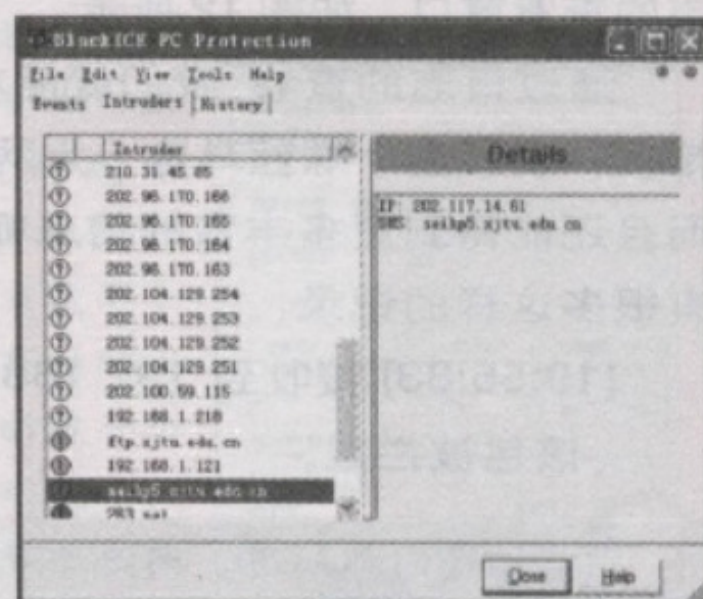 BlackICE PC Protection
File Edit View Tools Help
Events Intruders History
Intruder
210.31.45.85
202.96.170.166
202.96.170.165
202.96.170.164
202.96.170.163
202.104.129.254
202.104.129.253
202.104.129.252
202.104.129.251
202.100.59.115
192.168.1.218
ftp.xjtu.edu.cn
192.168.1.121
seihp5.xjtu.edu.cn
Details
IP: 202.117.14.61
DNS: seihp5.xjtu.edu.cn
Close Help